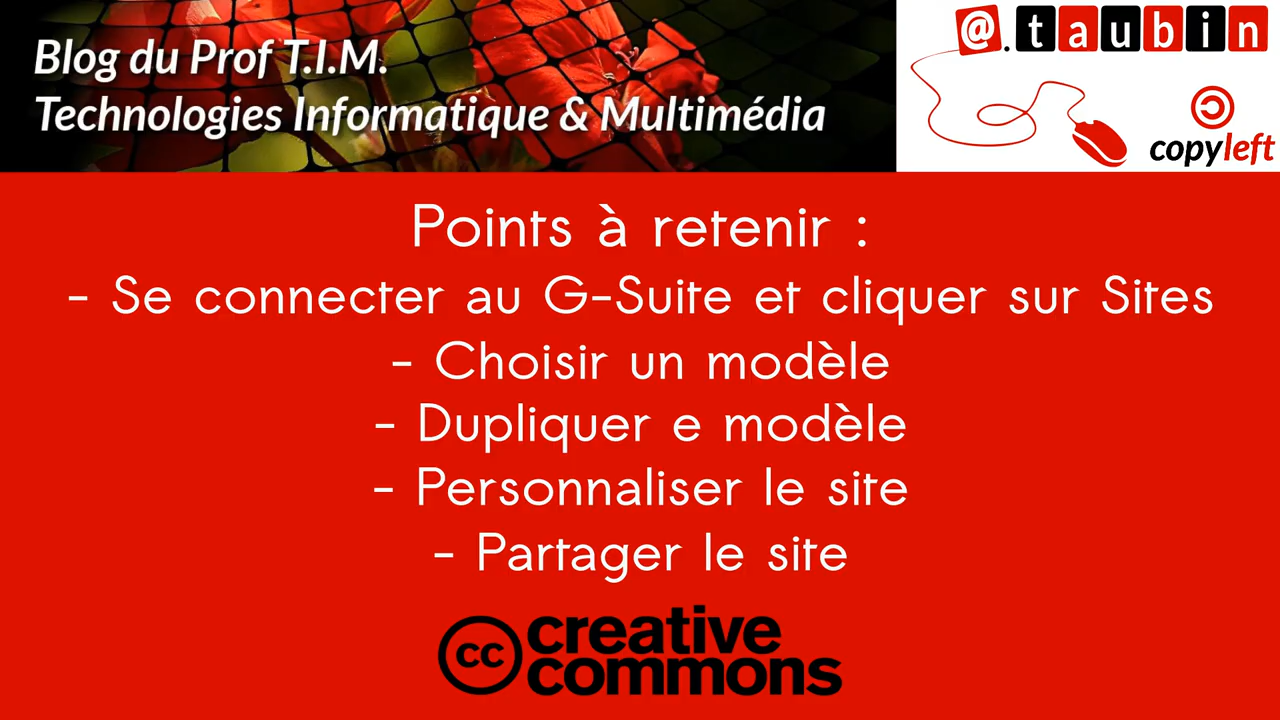 Blog du Prof T.I.M.
Technologies Informatique & Multimédia
@.taubin
copyleft
Points à retenir :
- Se connecter au G-Suite et cliquer sur Sites
- Choisir un modèle
- Dupliquer e modèle
- Personnaliser le site
- Partager le site
cc creative
commons